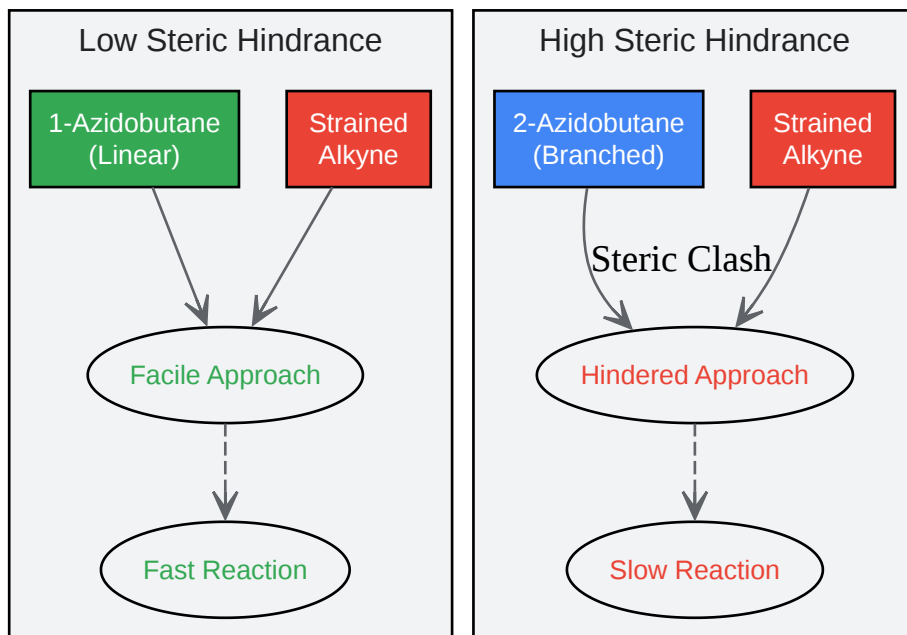 Low Steric Hindrance
1-Azidobutane
(Linear)
Strained
Alkyne
Facile Approach
Fast Reaction
High Steric Hindrance
2-Azidobutane
(Branched)
Strained
Alkyne
Steric Clash
Hindered Approach
Slow Reaction